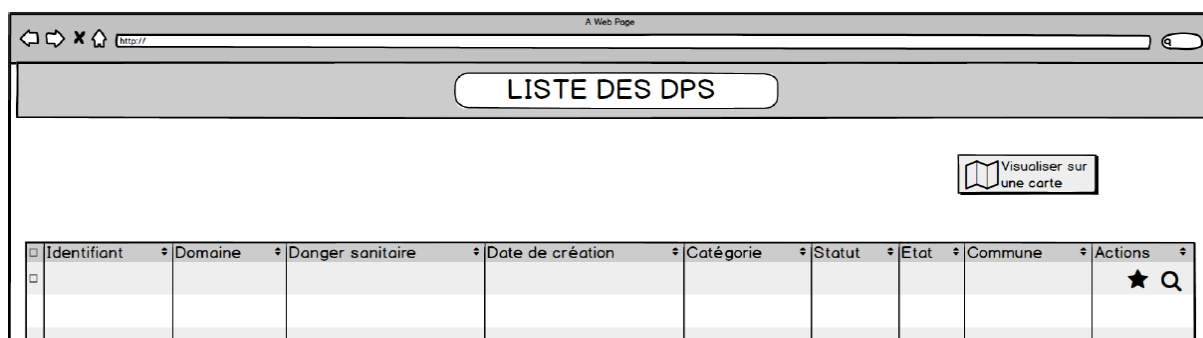 A Web Page
http://
LISTE DES DPS
Visualiser sur
une carte
Identifiant Domaine Danger sanitaire Date de création Catégorie Statut Etat Commune Actions